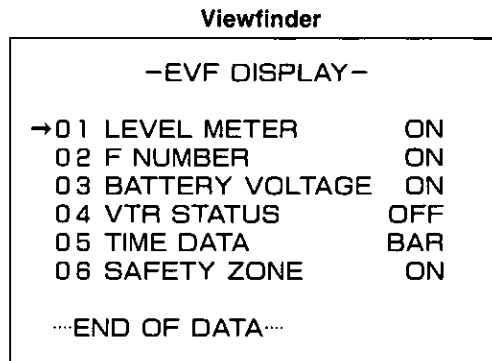 Viewfinder
−EVF DISPLAY−
→01 LEVEL METER ON
02 F NUMBER ON
03 BATTERY VOLTAGE ON
04 VTR STATUS OFF
05 TIME DATA BAR
06 SAFETY ZONE ON
····END OF DATA····